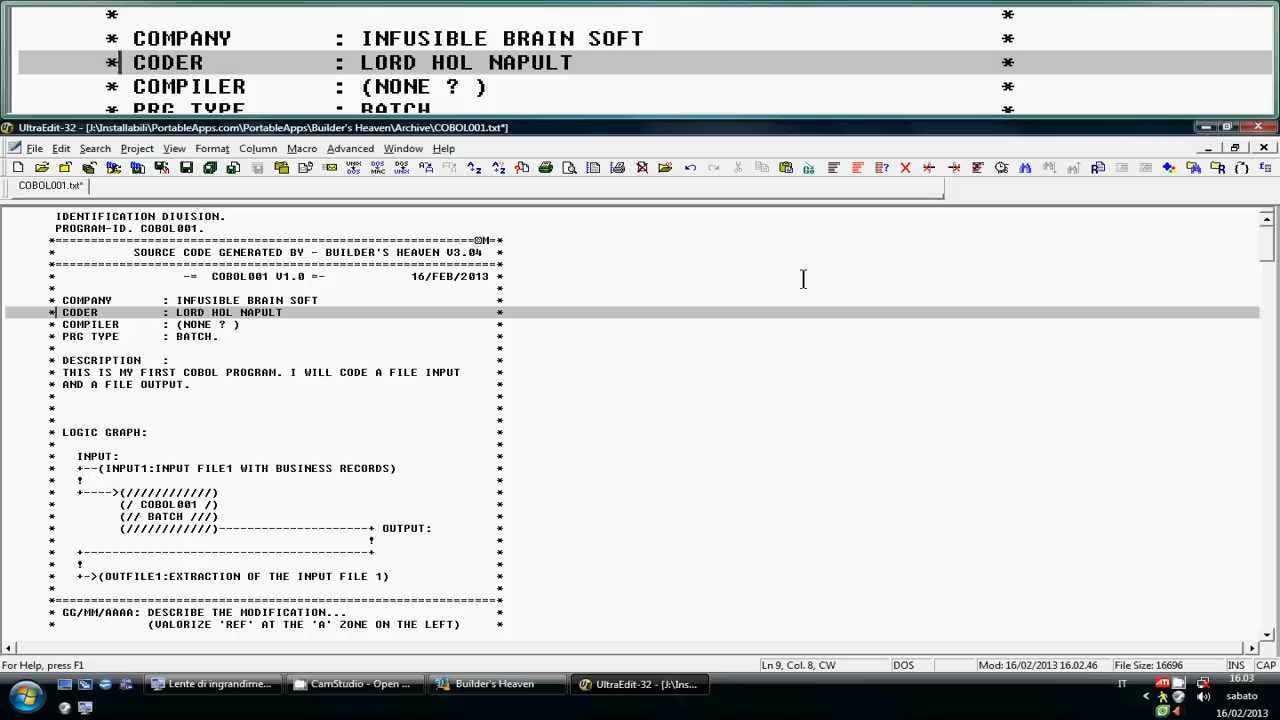 *
* COMPANY : INFUSIBLE BRAIN SOFT *
* CODER : LORD HOL NAPULT *
* COMPILER : (NONE ? ) *
* PRG TYPE : BATCH
UltraEdit-32 - [J:\Installabili\PortableApps.com\PortableApps\Builder's Heaven\Archive\COBOL001.txt*]
File Edit Search Project View Format Column Macro Advanced Window Help
COBOL001.txt*
IDENTIFICATION DIVISION.
PROGRAM-ID. COBOL001.
*===========================================================©M=*
* SOURCE CODE GENERATED BY - BUILDER'S HEAVEN V3.04 *
*==============================================================*
* -= COBOL001 V1.0 =- 16/FEB/2013 *
* *
* COMPANY : INFUSIBLE BRAIN SOFT *
* CODER : LORD HOL NAPULT *
* COMPILER : (NONE ? ) *
* PRG TYPE : BATCH. *
* *
* DESCRIPTION : *
* THIS IS MY FIRST COBOL PROGRAM. I WILL CODE A FILE INPUT *
* AND A FILE OUTPUT. *
* *
* *
* *
* LOGIC GRAPH: *
* *
* INPUT: *
* +--(INPUT1:INPUT FILE1 WITH BUSINESS RECORDS) *
* ! *
* +---->(////////////) *
* (/ COBOL001 /) *
* (// BATCH ///) *
* (////////////)---------------------+ OUTPUT: *
* ! *
* +----------------------------------------+ *
* ! *
* +->(OUTFILE1:EXTRACTION OF THE INPUT FILE 1) *
* *
*==============================================================*
* GG/MM/AAAA: DESCRIBE THE MODIFICATION... *
* (VALORIZE 'REF' AT THE 'A' ZONE ON THE LEFT) *
For Help, press F1 Ln 9, Col. 8, CW DOS Mod: 16/02/2013 16.02.46 File Size: 16696 INS CAP
Lente di ingrandime... CamStudio - Open ... Builder's Heaven UltraEdit-32 - [J:\Ins... IT 16.03
sabato
16/02/2013